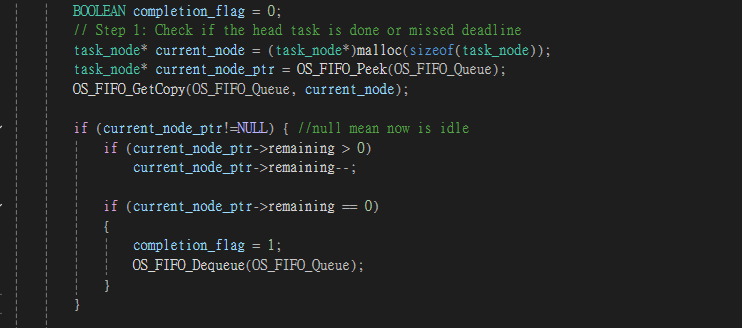 BOOLEAN completion_flag = 0;
// Step 1: Check if the head task is done or missed deadline
task_node* current_node = (task_node*)malloc(sizeof(task_node));
task_node* current_node_ptr = OS_FIFO_Peek(OS_FIFO_Queue);
OS_FIFO_GetCopy(OS_FIFO_Queue, current_node);
if (current_node_ptr!=NULL) { //null mean now is idle
if (current_node_ptr->remaining > 0)
current_node_ptr->remaining--;
if (current_node_ptr->remaining == 0)
{
completion_flag = 1;
OS_FIFO_Dequeue(OS_FIFO_Queue);
}
}